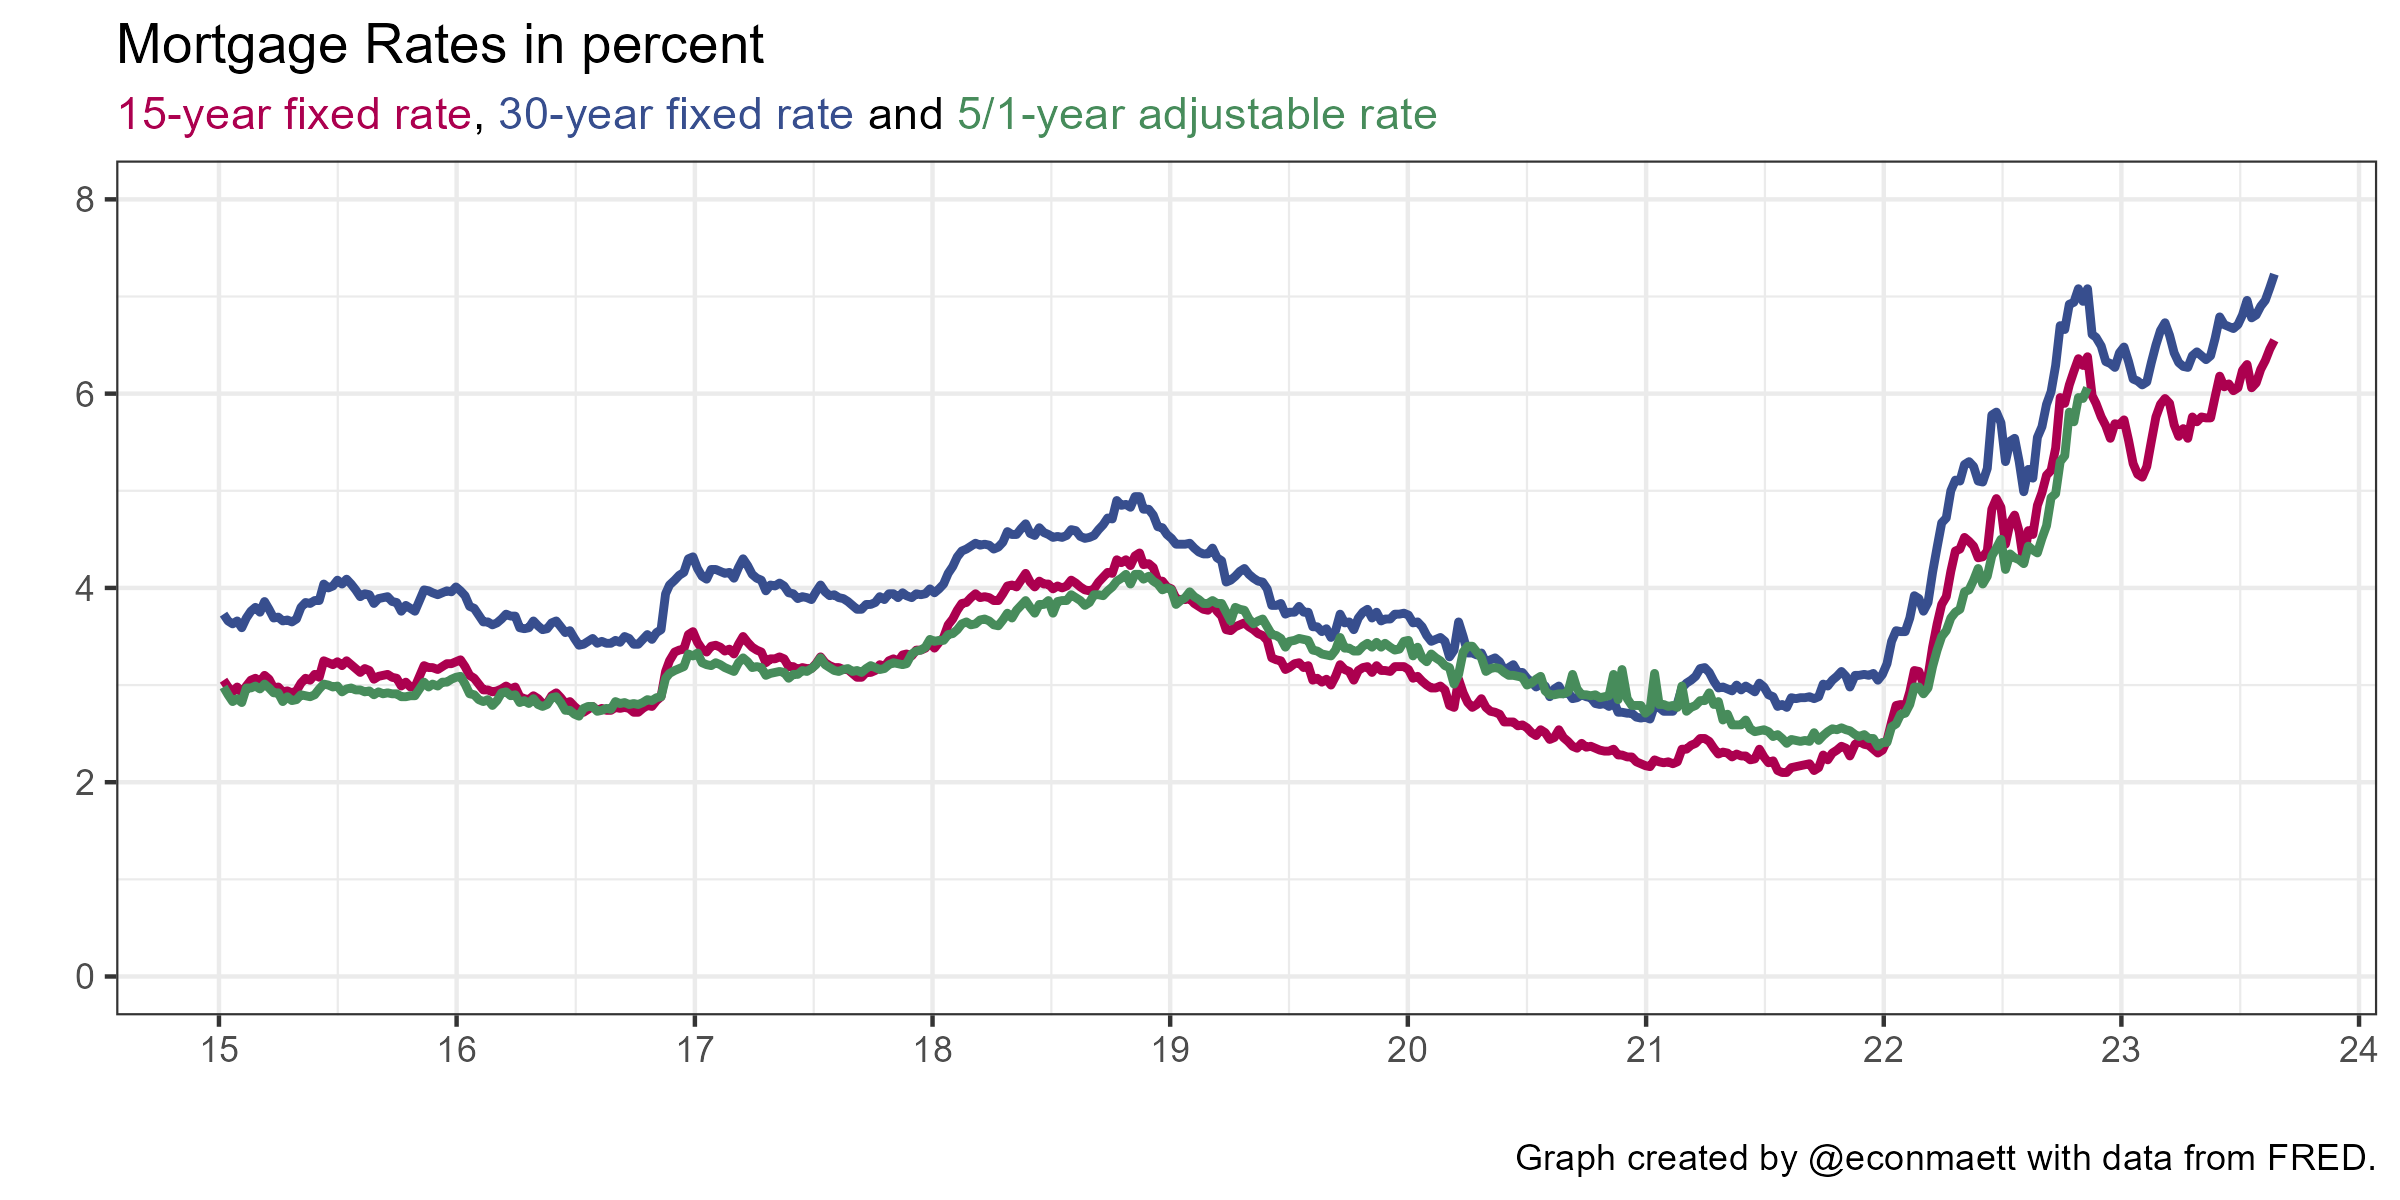 Mortgage Rates in percent
15-year fixed rate, 30-year fixed rate and 5/1-year adjustable rate
8
6
4
2
0
15 16 17 18 19 20 21 22 23 24
Graph created by @econmaett with data from FRED.